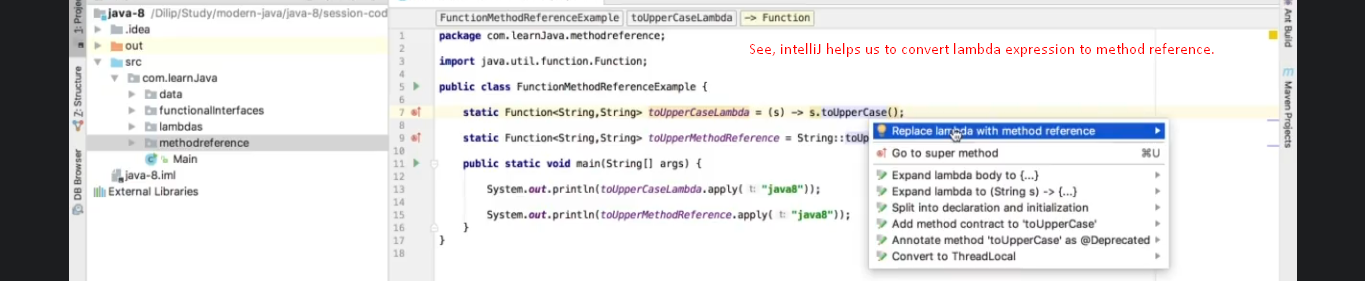 java-8 /Dilip/Study/modern-java/java-8/session-cod
.idea
out
src
com.learnJava
data
functionalInterfaces
lambdas
methodreference
Main
java-8.iml
External Libraries
Z: Structure
DB Browser
FunctionMethodReferenceExample toUpperCaseLambda -> Function
See, intelliJ helps us to convert lambda expression to method reference.
1 package com.learnJava.methodreference;
2
3 import java.util.function.Function;
4
5 public class FunctionMethodReferenceExample {
6
7 static Function<String,String> toUpperCaseLambda = (s) -> s.toUpperCase();
8
9 static Function<String,String> toUpperMethodReference = String::toUp
10
11 public static void main(String[] args) {
12
13 System.out.println(toUpperCaseLambda.apply( t: "java8"));
14
15 System.out.println(toUpperMethodReference.apply( t: "java8"));
16 }
17 }
18
Replace lambda with method reference
Go to super method ⌘U
Expand lambda body to {...}
Expand lambda to (String s) -> {...}
Split into declaration and initialization
Add method contract to 'toUpperCase'
Annotate method 'toUpperCase' as @Deprecated
Convert to ThreadLocal
Ant Build
Maven Projects